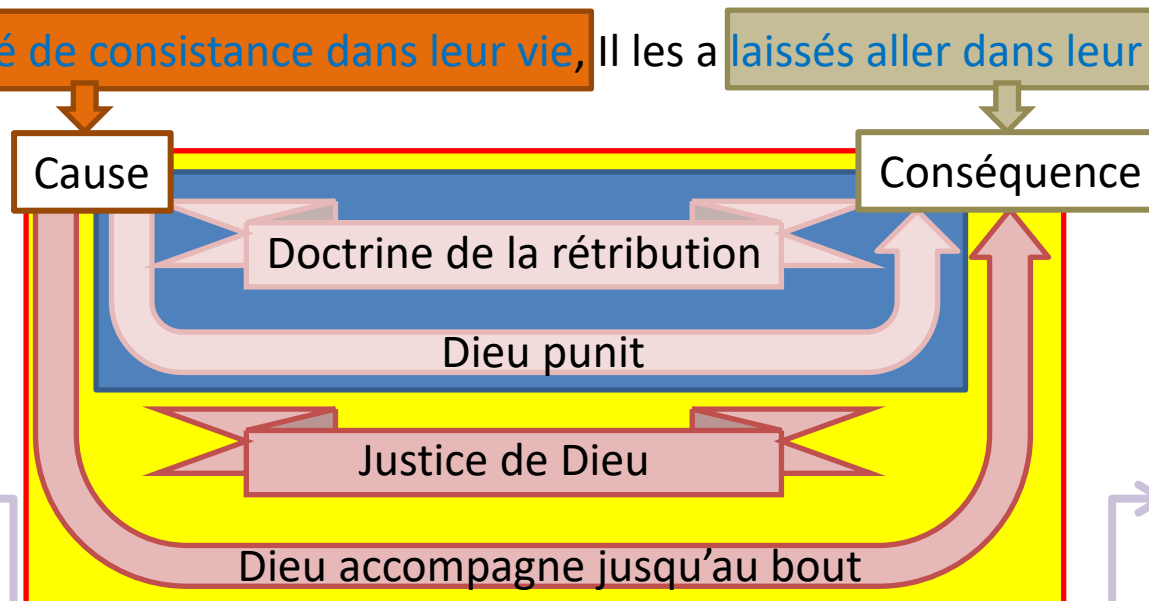 é de consistance dans leur vie, Il les a laissés aller dans leur
Cause
Conséquence
Doctrine de la rétribution
Dieu punit
Justice de Dieu
Dieu accompagne jusqu’au bout